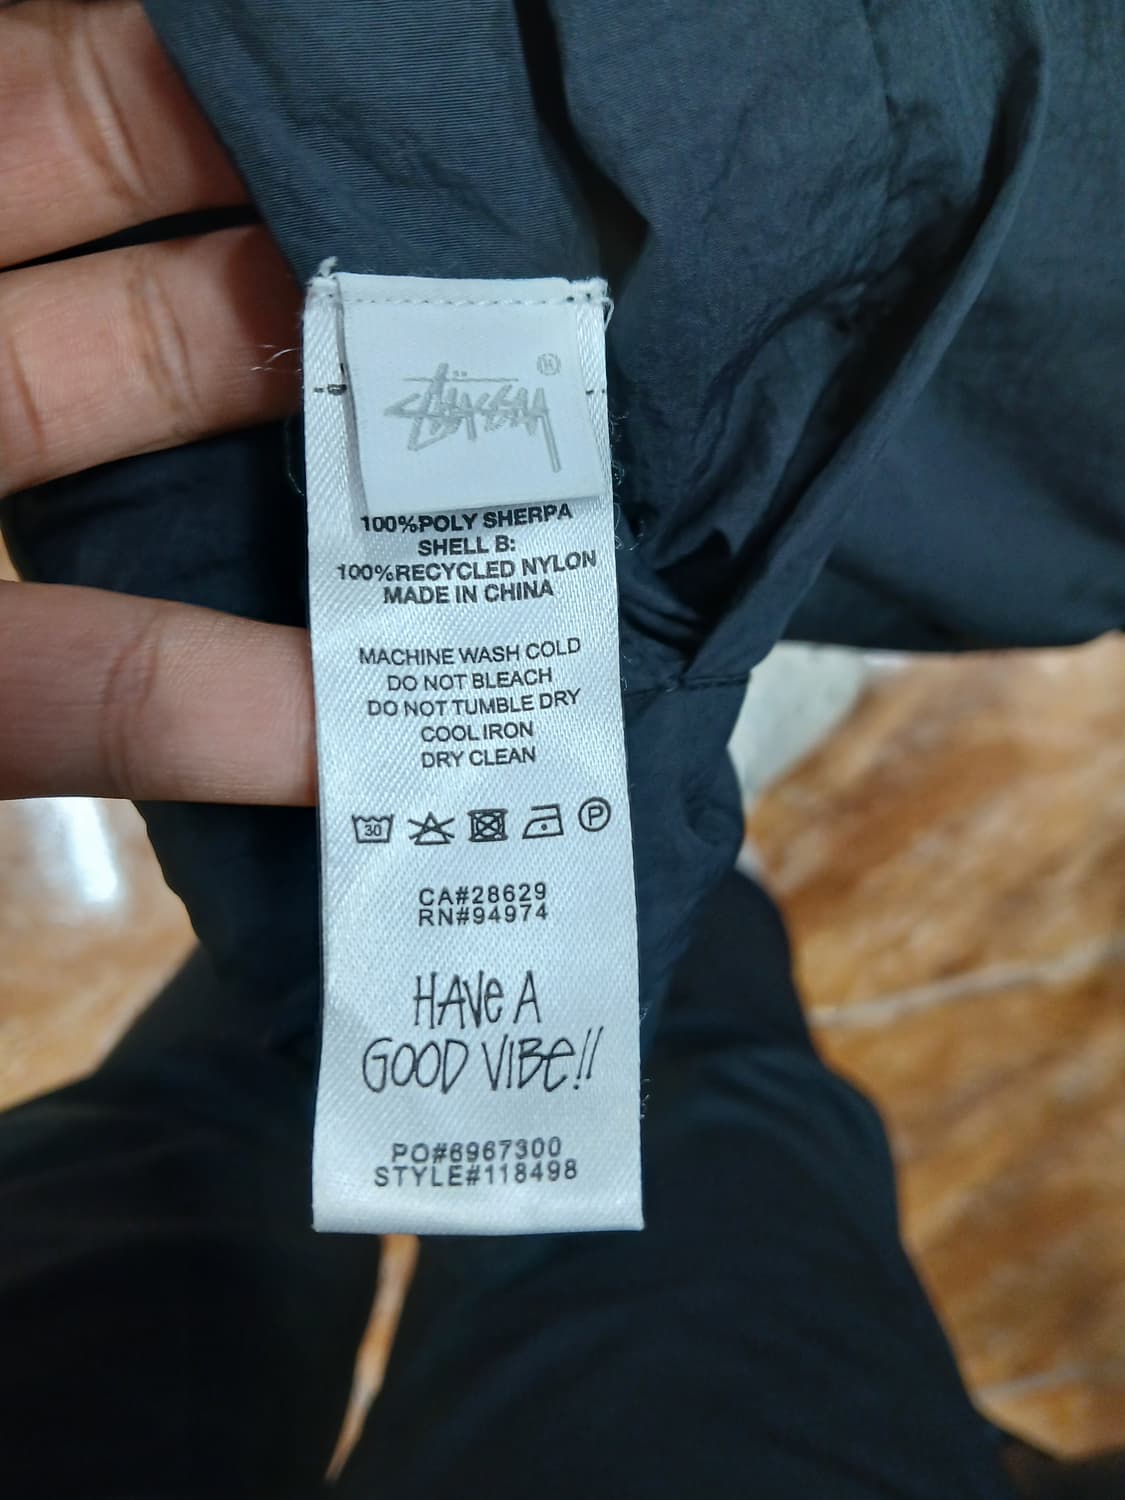 STÜSSY ®
100%POLY SHERPA
SHELL B:
100%RECYCLED NYLON
MADE IN CHINA
MACHINE WASH COLD
DO NOT BLEACH
DO NOT TUMBLE DRY
COOL IRON
DRY CLEAN
30 P
CA#28629
RN#94974
HAVE A
GOOD VIBE!!
PO#6967300
STYLE#118498